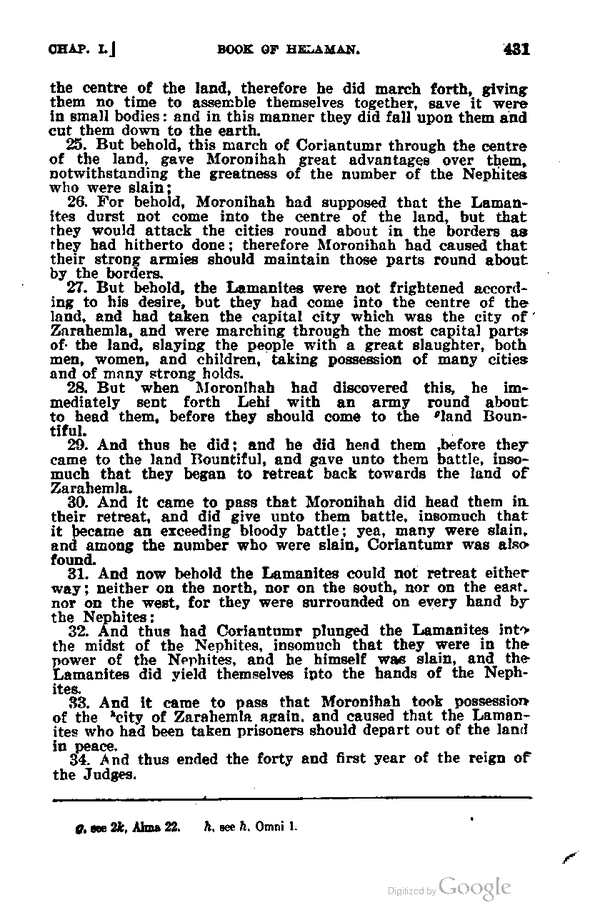 CHAP. I.] BOOK OF HELAMAN. 431
the centre of the land, therefore he did march forth, giving
them no time to assemble themselves together, save it were
in small bodies: and in this manner they did fall upon them and
cut them down to the earth.
25. But behold, this march of Coriantumr through the centre
of the land, gave Moronihah great advantages over them,
notwithstanding the greatness of the number of the Nephites
who were slain;
26. For behold, Moronihah had supposed that the Laman-
ites durst not come into the centre of the land, but that
they would attack the cities round about in the borders as
they had hitherto done; therefore Moronihah had caused that
their strong armies should maintain those parts round about
by the borders.
27. But behold, the Lamanites were not frightened accord-
ing to his desire, but they had come into the centre of the
land, and had taken the capital city which was the city of
Zarahemla, and were marching through the most capital parts
of the land, slaying the people with a great slaughter, both
men, women, and children, taking possession of many cities
and of many strong holds.
28. But when Moronihah had discovered this, he im-
mediately sent forth Lehi with an army round about
to head them, before they should come to the gland Boun-
tiful.
29. And thus he did; and he did head them before they
came to the land Bountiful, and gave unto them battle, inso-
much that they began to retreat back towards the land of
Zarahemla.
30. And it came to pass that Moronihah did head them in
their retreat, and did give unto them battle, insomuch that
it became an exceeding bloody battle; yea, many were slain,
and among the number who were slain, Coriantumr was also
found.
31. And now behold the Lamanites could not retreat either
way; neither on the north, nor on the south, nor on the east,
nor on the west, for they were surrounded on every hand by
the Nephites;
32. And thus had Coriantumr plunged the Lamanites into
the midst of the Nephites, insomuch that they were in the
power of the Nephites, and he himself was slain, and the
Lamanites did yield themselves into the hands of the Neph-
ites.
33. And it came to pass that Moronihah took possession
of the hcity of Zarahemla again, and caused that the Laman-
ites who had been taken prisoners should depart out of the land
in peace.
34. And thus ended the forty and first year of the reign of
the Judges.
g, see 2k, Alma 22. h, see h, Omni 1.
Digitized by Google